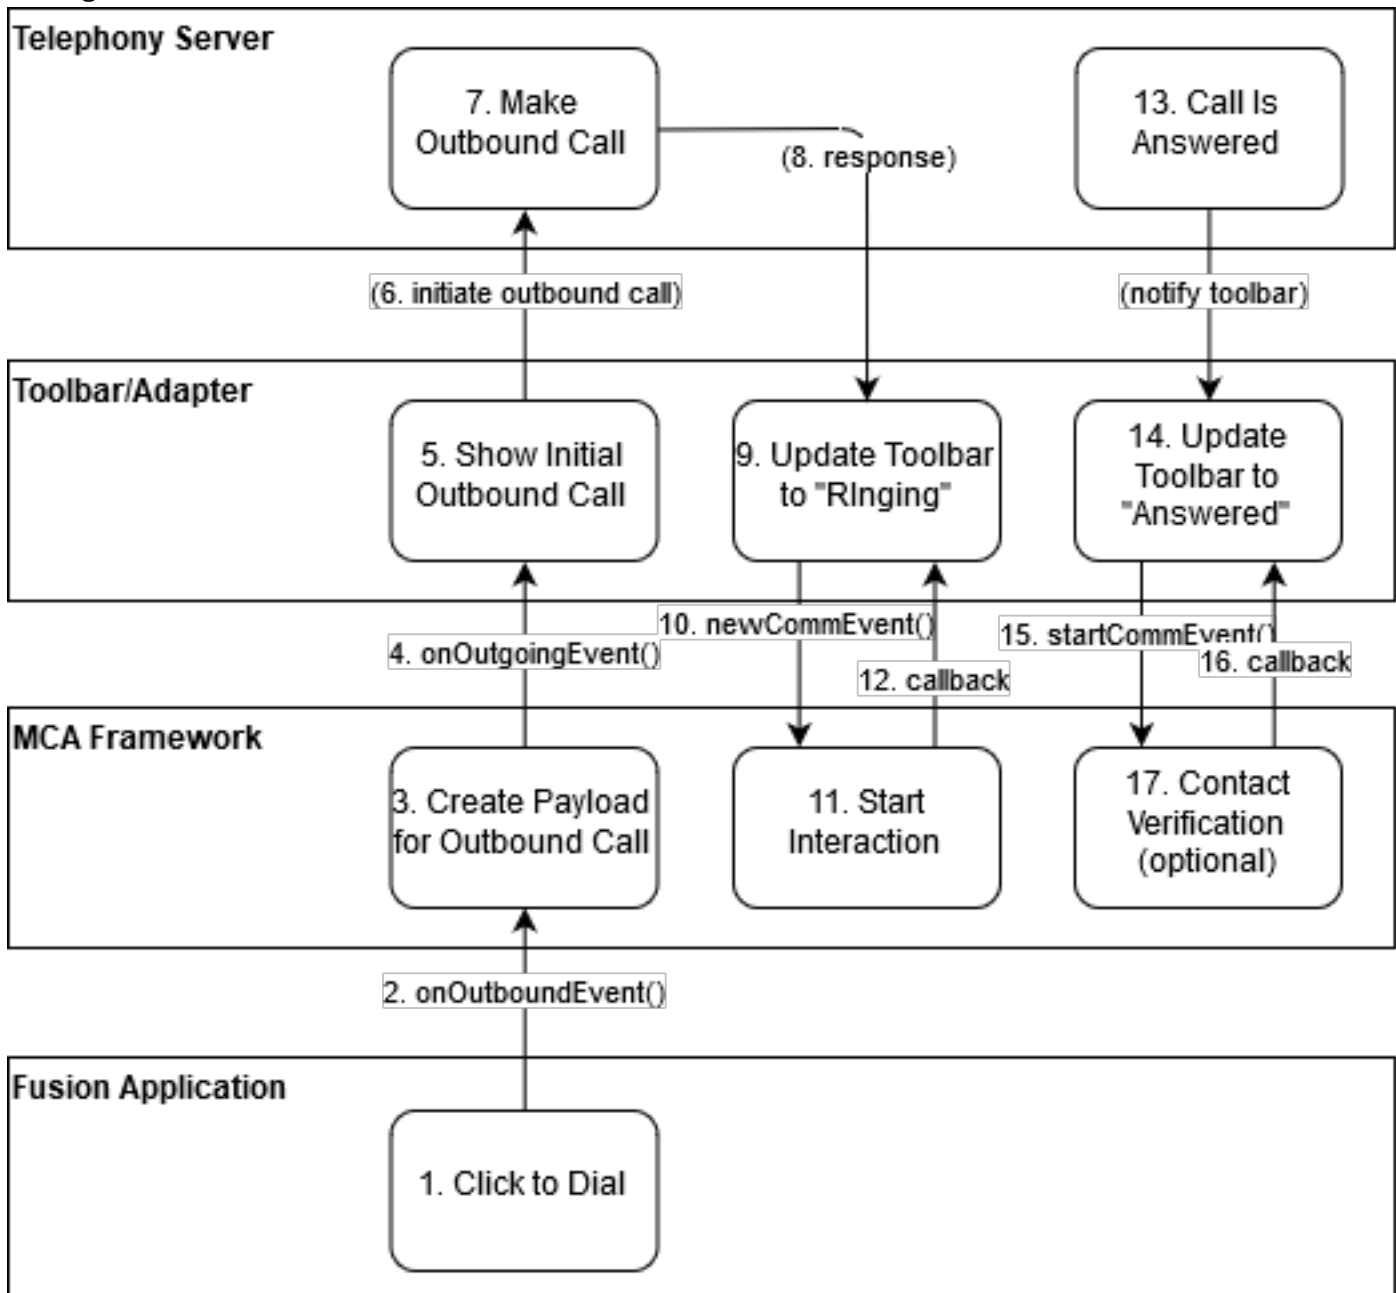 Telephony Server
7. Make
Outbound Call
(8. response)
13. Call Is
Answered
(6. initiate outbound call)
(notify toolbar)
Toolbar/Adapter
5. Show Initial
Outbound Call
9. Update Toolbar
to "RInging"
14. Update
Toolbar to
"Answered"
4. onOutgoingEvent()
10. newCommEvent()
12. callback
15. startCommEvent()
16. callback
MCA Framework
3. Create Payload
for Outbound Call
11. Start
Interaction
17. Contact
Verification
(optional)
2. onOutboundEvent()
Fusion Application
1. Click to Dial